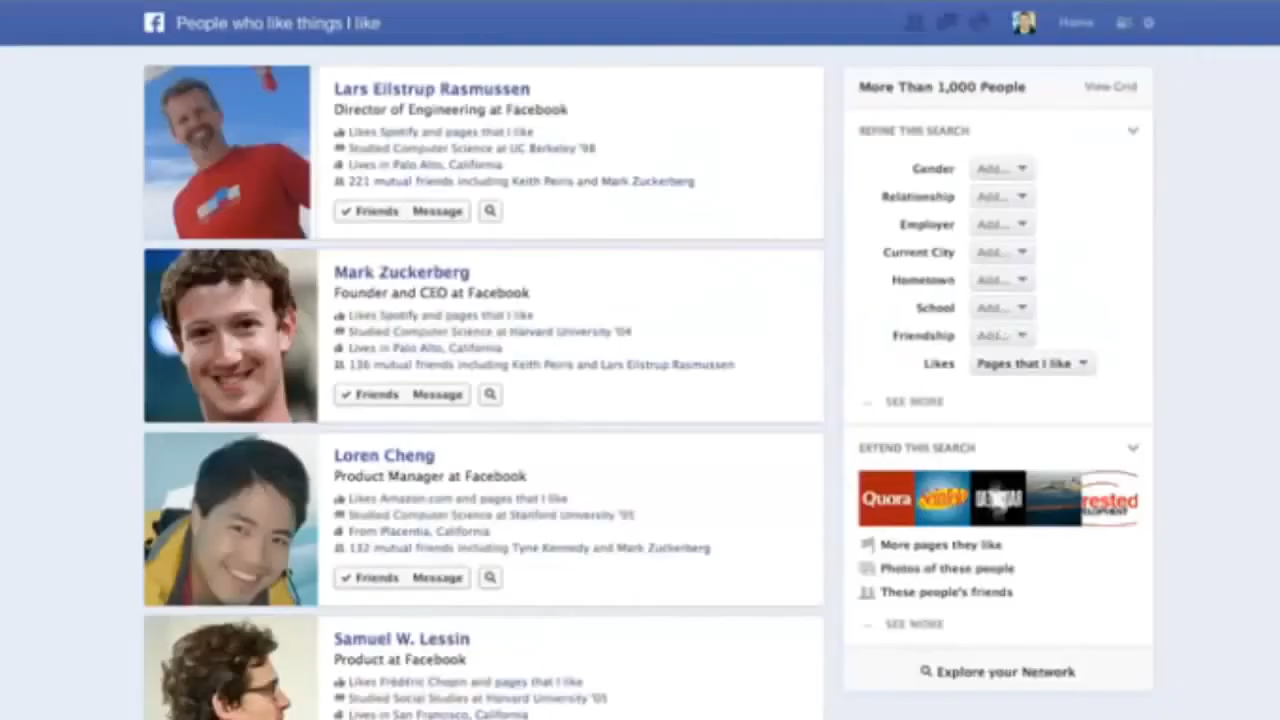 People who like things I like
Home
Lars Eilstrup Rasmussen
Director of Engineering at Facebook
Likes Spotify and pages that I like
Studied Computer Science at UC Berkeley '98
Lives in Palo Alto, California
221 mutual friends including Keith Peiris and Mark Zuckerberg
✓ Friends Message
Mark Zuckerberg
Founder and CEO at Facebook
Likes Spotify and pages that I like
Studied Computer Science at Harvard University '04
Lives in Palo Alto, California
136 mutual friends including Keith Peiris and Lars Eilstrup Rasmussen
✓ Friends Message
Loren Cheng
Product Manager at Facebook
Likes Amazon.com and pages that I like
Studied Computer Science at Stanford University '95
From Placentia, California
132 mutual friends including Tyne Kennedy and Mark Zuckerberg
✓ Friends Message
Samuel W. Lessin
Product at Facebook
Likes Frédéric Chopin and pages that I like
Studied Social Studies at Harvard University '05
Lives in San Francisco, California
More Than 1,000 People View Grid
REFINE THIS SEARCH
Gender Add...
Relationship Add...
Employer Add...
Current City Add...
Hometown Add...
School Add...
Friendship Add...
Likes Pages that I like
... SEE MORE
EXTEND THIS SEARCH
Quora
More pages they like
Photos of these people
These people's friends
... SEE MORE
Explore your Network